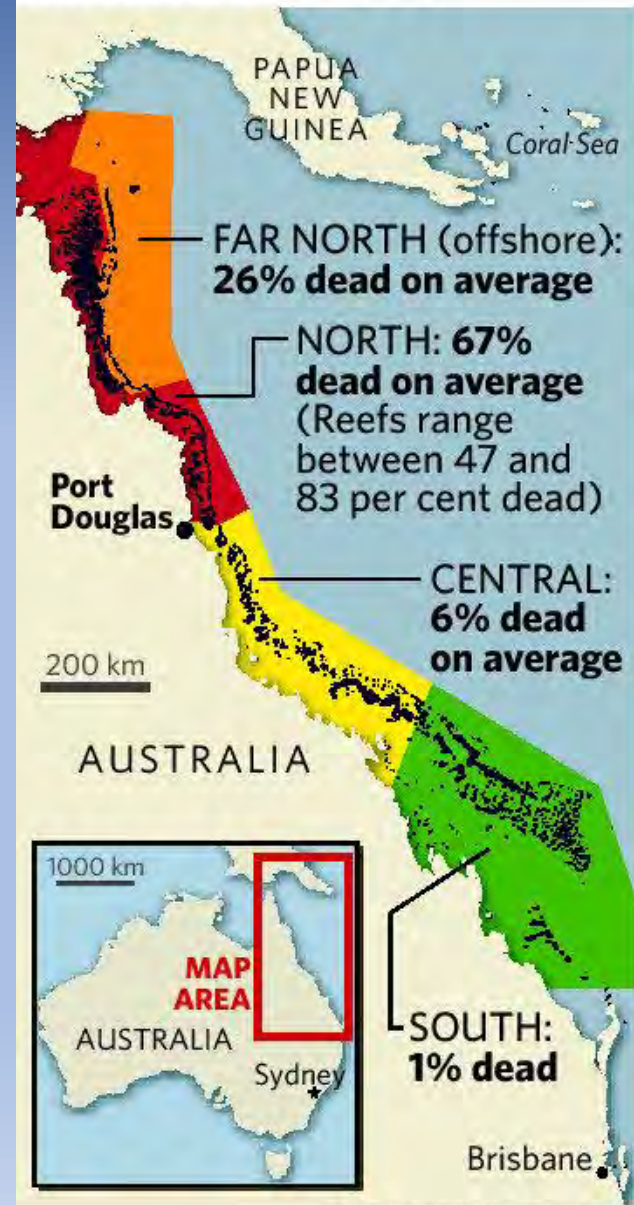 PAPUA
NEW
GUINEA
Coral Sea
FAR NORTH (offshore):
26% dead on average
NORTH: 67%
dead on average
(Reefs range
between 47 and
83 per cent dead)
Port
Douglas
CENTRAL:
6% dead
on average
200 km
AUSTRALIA
1000 km
MAP
AREA
AUSTRALIA
Sydney
SOUTH:
1% dead
Brisbane